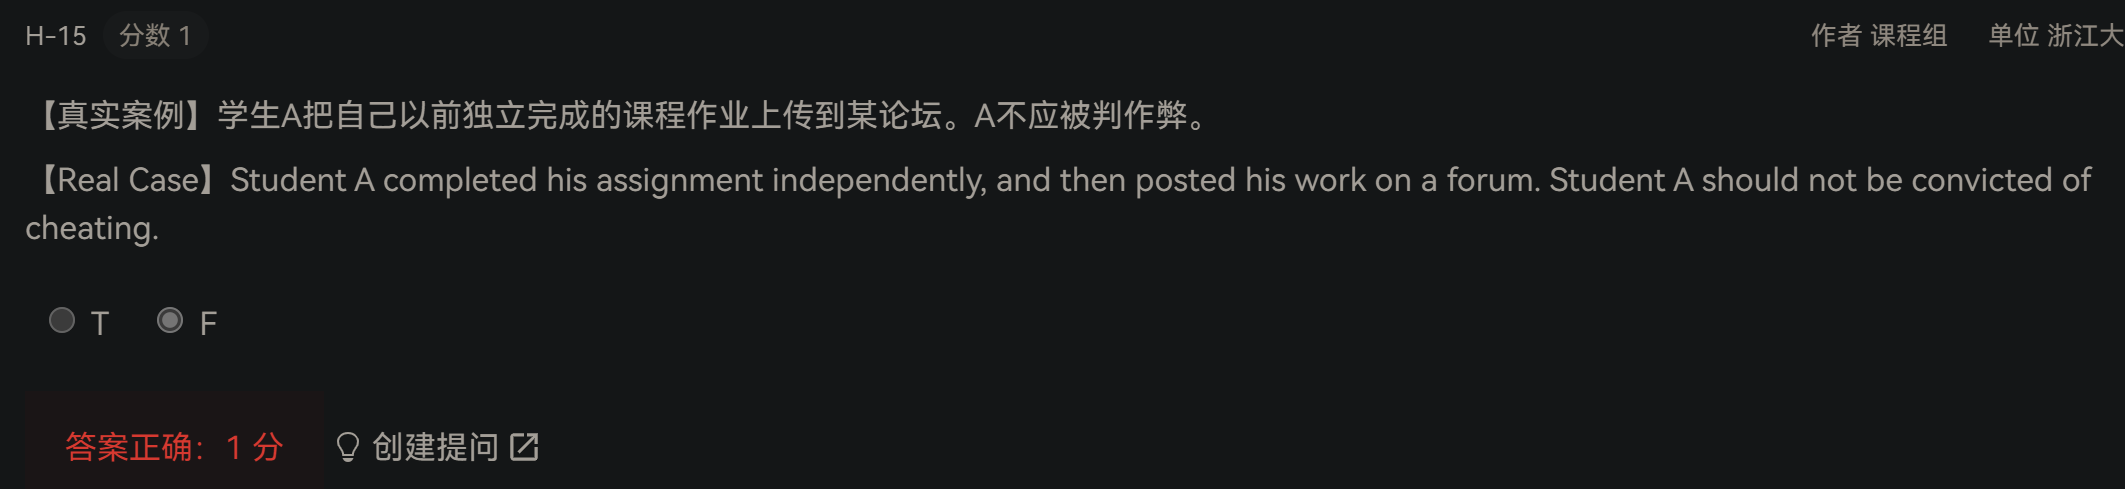 H-15 分数 1 作者 课程组 单位 浙江大
【真实案例】学生A把自己以前独立完成的课程作业上传到某论坛。A不应被判作弊。
【Real Case】Student A completed his assignment independently, and then posted his work on a forum. Student A should not be convicted of
cheating.
T F
答案正确：1 分 创建提问